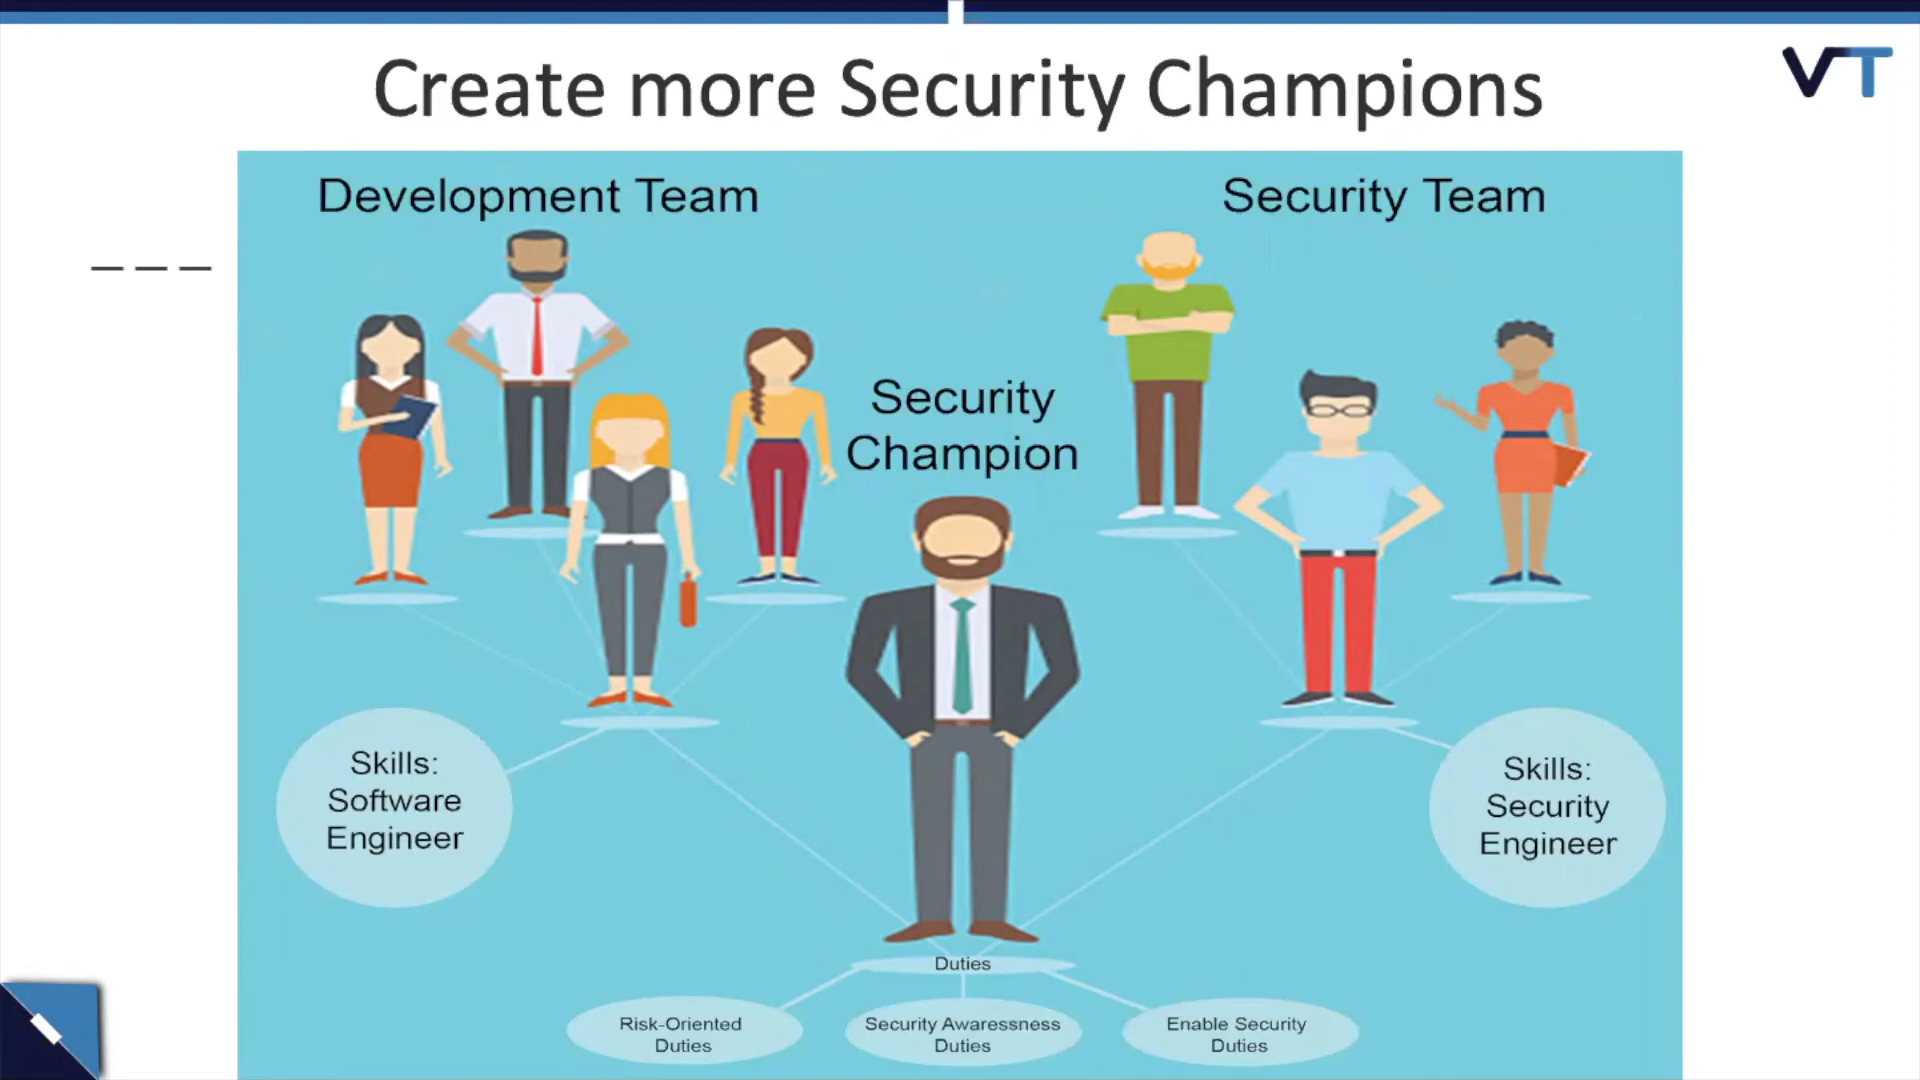 Create more Security Champions
VT
Development Team
Security Team
Security
Champion
Skills:
Software
Engineer
Skills:
Security
Engineer
Duties
Risk-Oriented
Duties
Security Awaressness
Duties
Enable Security
Duties